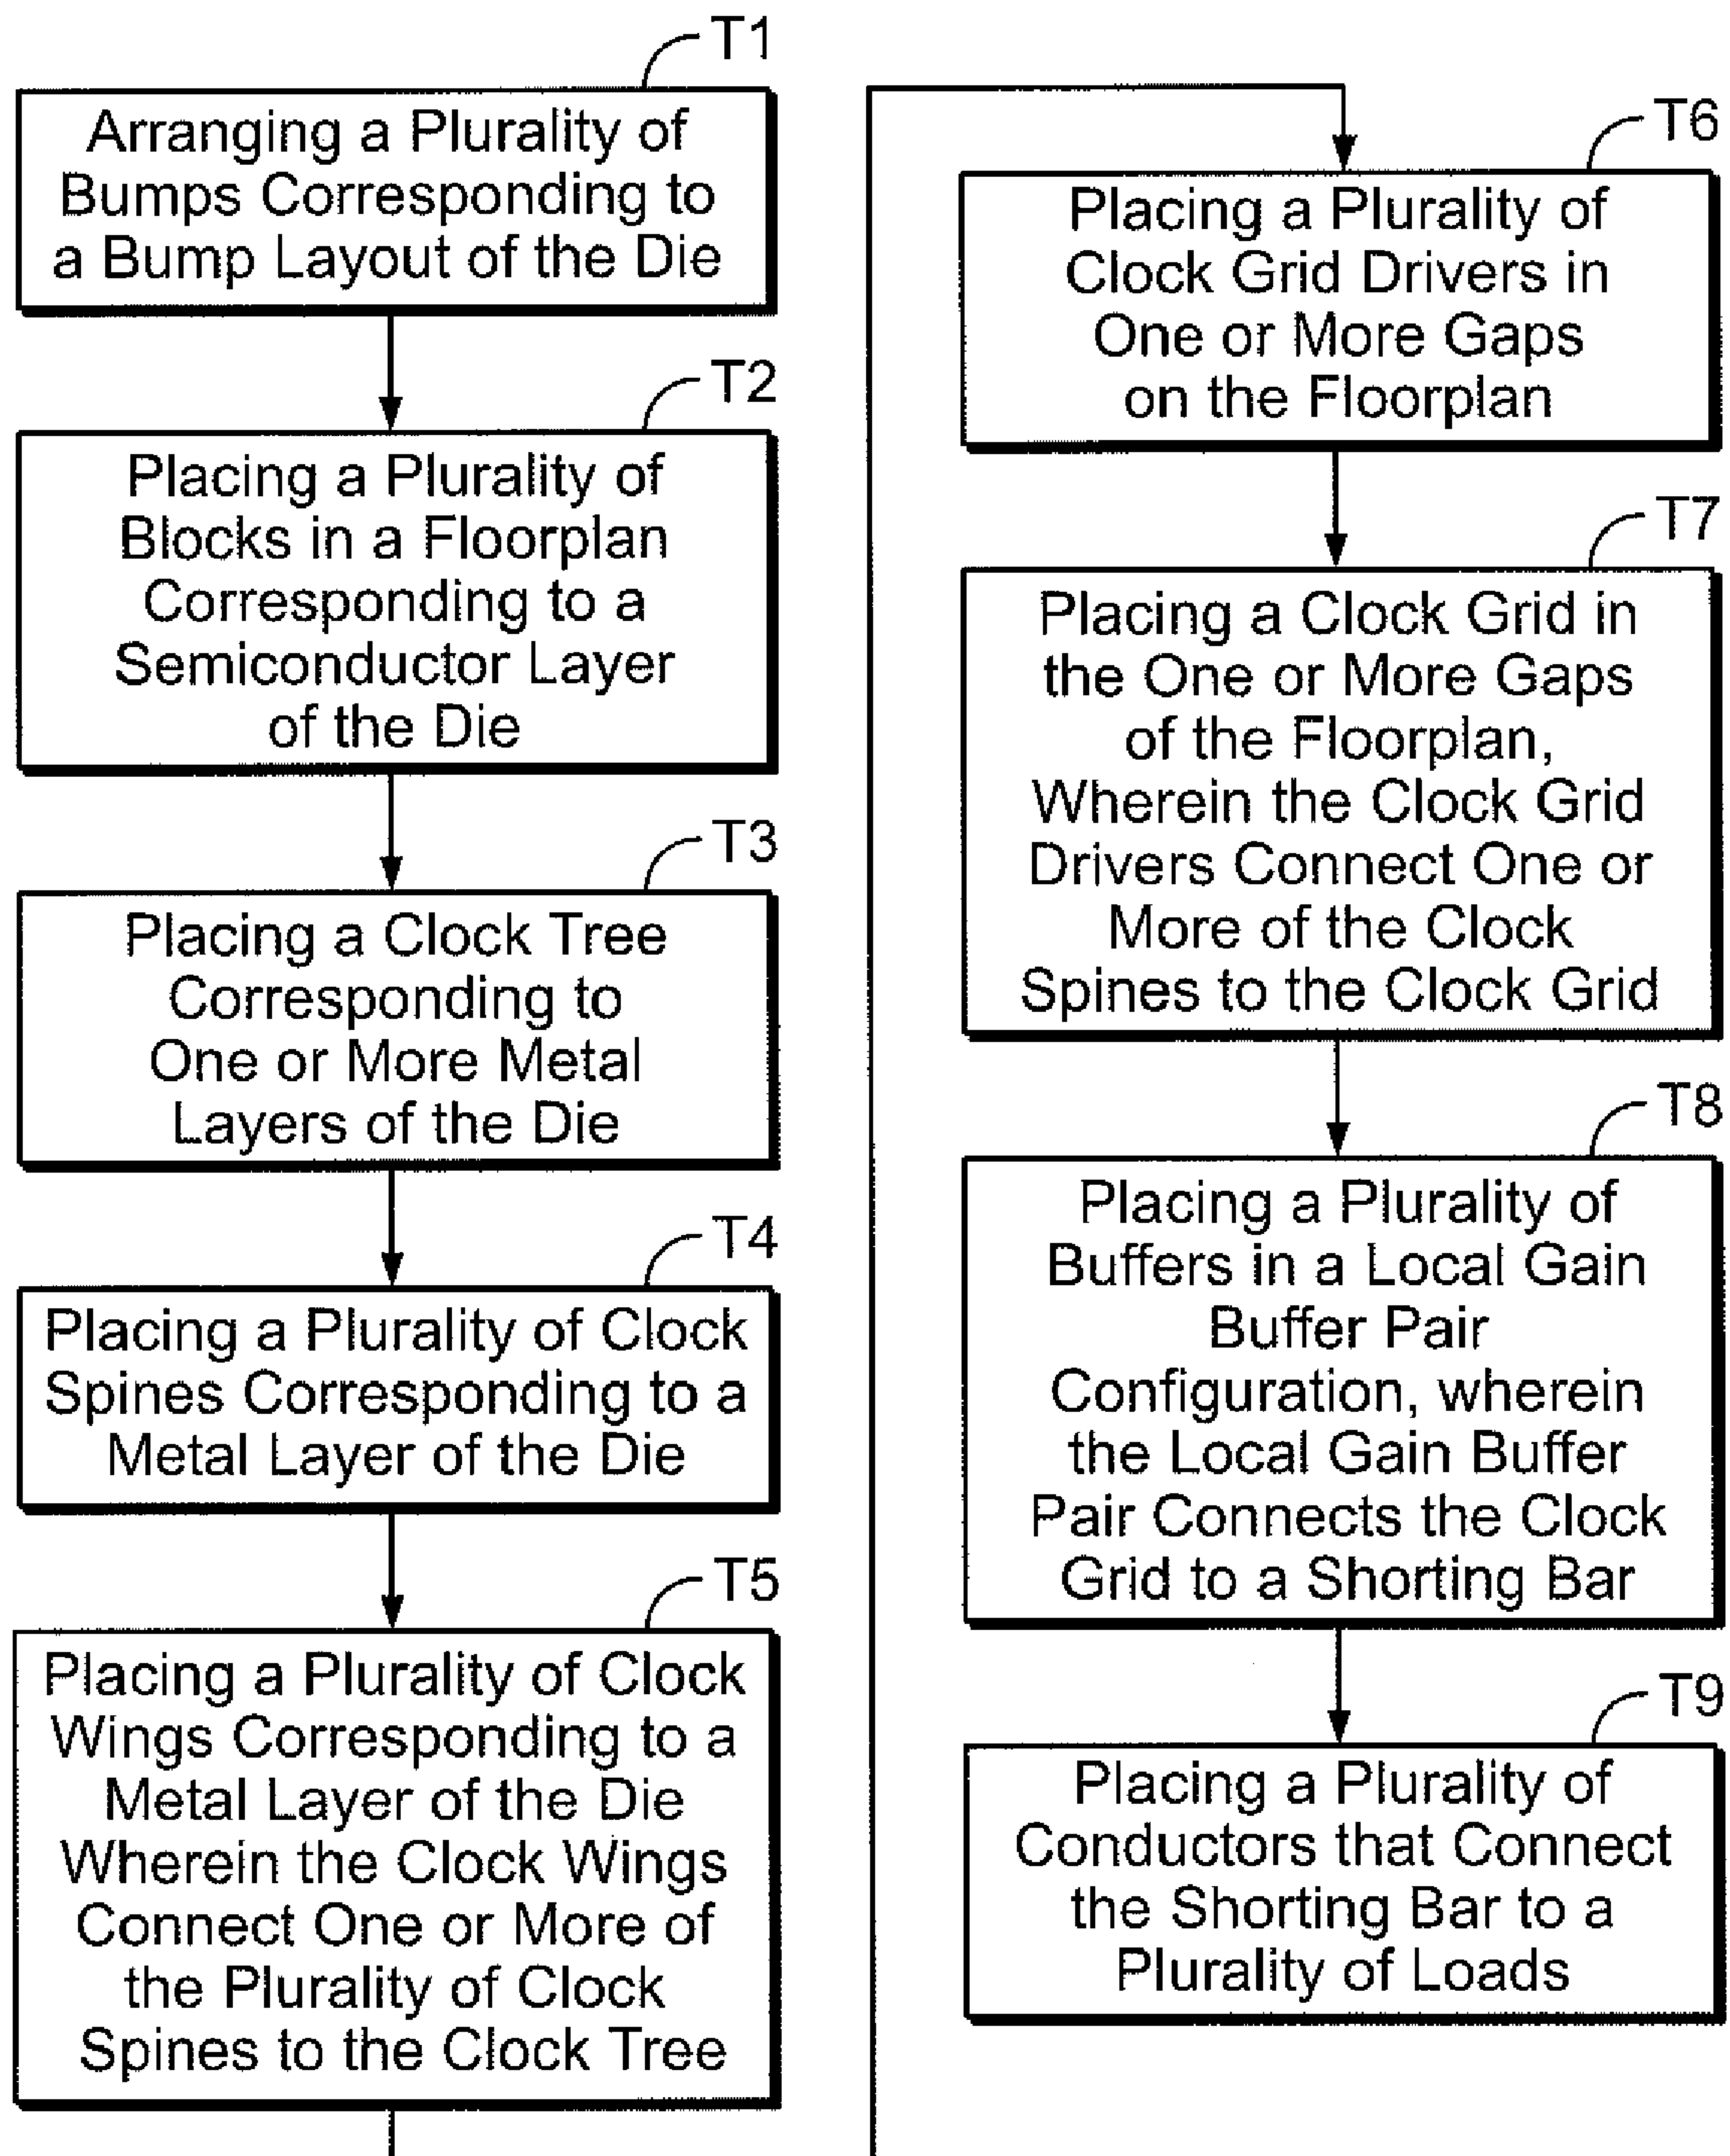 T1
Arranging a Plurality of
Bumps Corresponding to
a Bump Layout of the Die
T2
Placing a Plurality of
Blocks in a Floorplan
Corresponding to a
Semiconductor Layer
of the Die
T3
Placing a Clock Tree
Corresponding to
One or More Metal
Layers of the Die
T4
Placing a Plurality of Clock
Spines Corresponding to a
Metal Layer of the Die
T5
Placing a Plurality of Clock
Wings Corresponding to a
Metal Layer of the Die
Wherein the Clock Wings
Connect One or More of
the Plurality of Clock
Spines to the Clock Tree
T6
Placing a Plurality of
Clock Grid Drivers in
One or More Gaps
on the Floorplan
T7
Placing a Clock Grid in
the One or More Gaps
of the Floorplan,
Wherein the Clock Grid
Drivers Connect One or
More of the Clock
Spines to the Clock Grid
T8
Placing a Plurality of
Buffers in a Local Gain
Buffer Pair
Configuration, wherein
the Local Gain Buffer
Pair Connects the Clock
Grid to a Shorting Bar
T9
Placing a Plurality of
Conductors that Connect
the Shorting Bar to a
Plurality of Loads